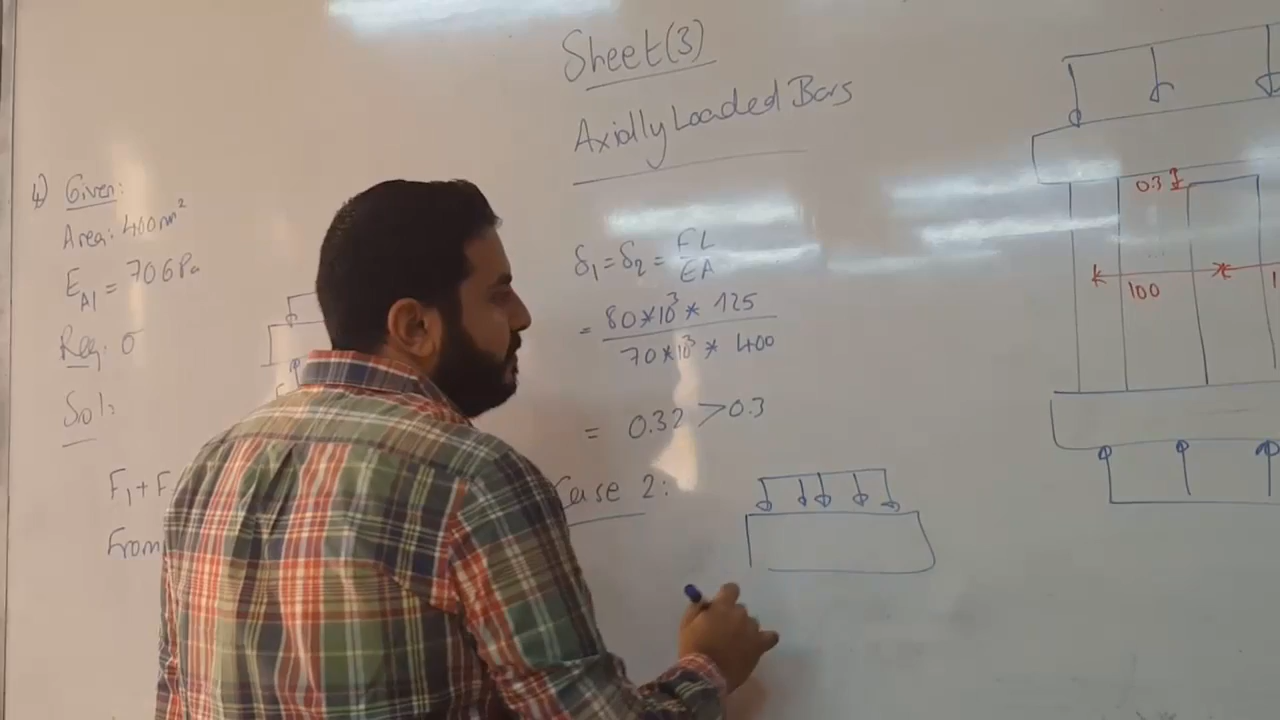 Sheet(3)
Axially Loaded Bars
4) Given:
Area: 400mm²
E_Al = 70GPa
Req: σ
Sol:
F₁+F
From
δ₁=δ₂= FL/EA
= 80*10³* 125 / 70*10³* 400
= 0.32 >0.3
Case 2:
0.3
100